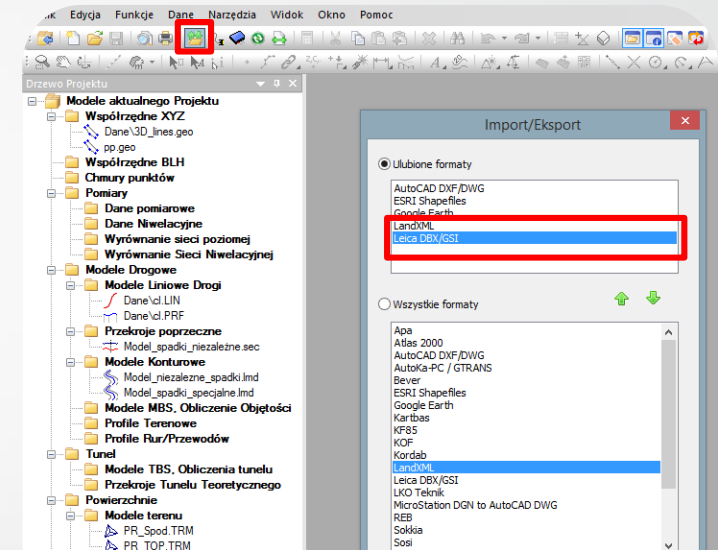 Edycja Funkcje Dane Narzędzia Widok Okno Pomoc
Drzewo Projektu
Modele aktualnego Projektu
Współrzędne XYZ
Dane\3D_lines.geo
pp.geo
Współrzędne BLH
Chmury punktów
Pomiary
Dane pomiarowe
Dane Niwelacyjne
Wyrównanie sieci poziomej
Wyrównanie Sieci Niwelacyjnej
Modele Drogowe
Modele Liniowe Drogi
Dane\cl.LIN
Dane\cl.PRF
Przekroje poprzeczne
Model_spadki_niezależne.sec
Modele Konturowe
Model_niezalezne_spadki.lmd
Model_spadki_specjalne.lmd
Modele MBS, Obliczenie Objętości
Profile Terenowe
Profile Rur/Przewodów
Tunel
Modele TBS, Obliczenia tunelu
Przekroje Tunelu Teoretycznego
Powierzchnie
Modele terenu
PR_Spod.TRM
PR_TOP.TRM
Import/Eksport
Ulubione formaty
AutoCAD DXF/DWG
ESRI Shapefiles
Google Earth
LandXML
Leica DBX/GSI
Wszystkie formaty
Apa
Atlas 2000
AutoCAD DXF/DWG
AutoKa-PC / GTRANS
Bever
ESRI Shapefiles
Google Earth
Kartbas
KF85
KOF
Kordab
LandXML
Leica DBX/GSI
LKO Teknik
MicroStation DGN to AutoCAD DWG
REB
Sokkia
Sosi